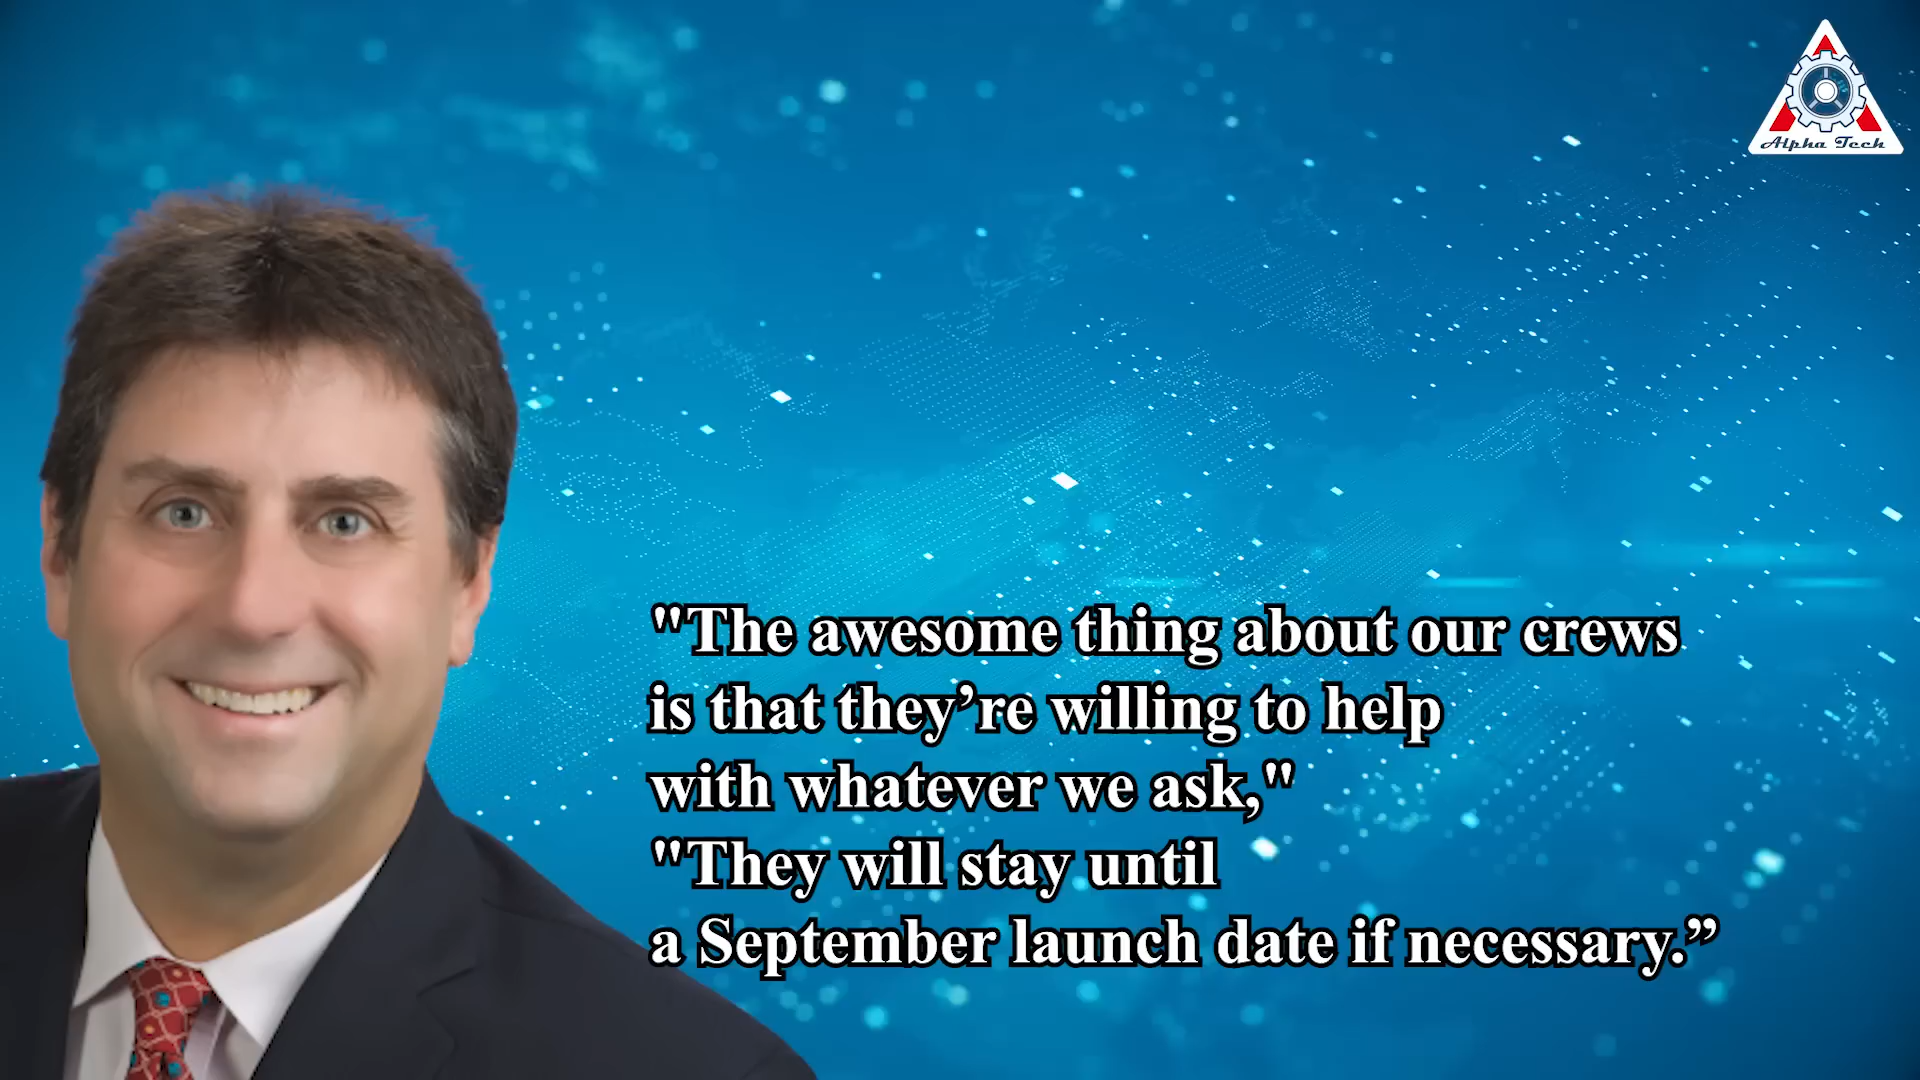 Alpha Tech
"The awesome thing about our crews
is that they’re willing to help
with whatever we ask,"
"They will stay until
a September launch date if necessary.”